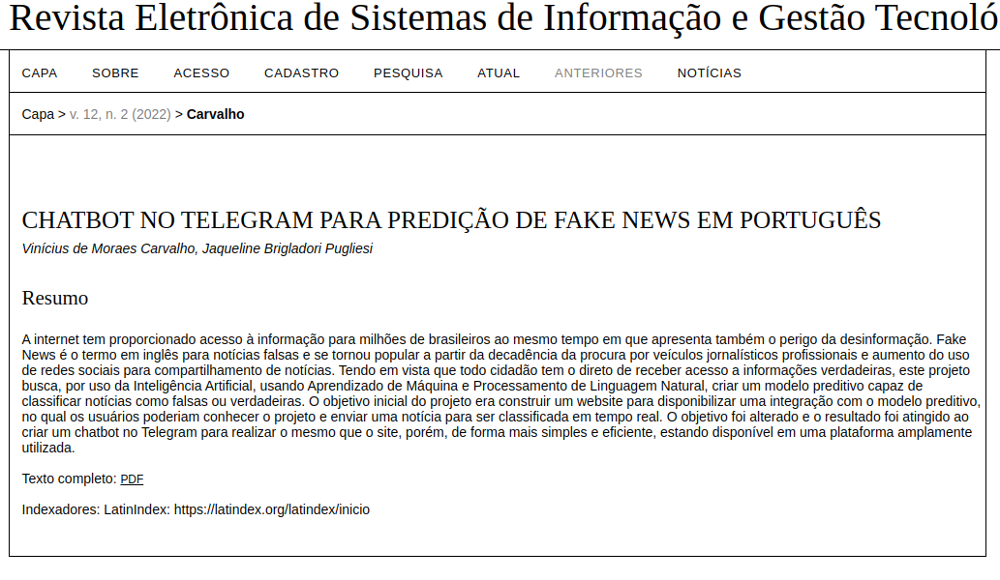 Revista Eletrônica de Sistemas de Informação e Gestão Tecnoló
CAPA SOBRE ACESSO CADASTRO PESQUISA ATUAL ANTERIORES NOTÍCIAS
Capa > v. 12, n. 2 (2022) > Carvalho
CHATBOT NO TELEGRAM PARA PREDIÇÃO DE FAKE NEWS EM PORTUGUÊS
Vinícius de Moraes Carvalho, Jaqueline Brigladori Pugliesi
Resumo
A internet tem proporcionado acesso à informação para milhões de brasileiros ao mesmo tempo em que apresenta também o perigo da desinformação. Fake
News é o termo em inglês para notícias falsas e se tornou popular a partir da decadência da procura por veículos jornalísticos profissionais e aumento do uso
de redes sociais para compartilhamento de notícias. Tendo em vista que todo cidadão tem o direto de receber acesso a informações verdadeiras, este projeto
busca, por uso da Inteligência Artificial, usando Aprendizado de Máquina e Processamento de Linguagem Natural, criar um modelo preditivo capaz de
classificar notícias como falsas ou verdadeiras. O objetivo inicial do projeto era construir um website para disponibilizar uma integração com o modelo preditivo,
no qual os usuários poderiam conhecer o projeto e enviar uma notícia para ser classificada em tempo real. O objetivo foi alterado e o resultado foi atingido ao
criar um chatbot no Telegram para realizar o mesmo que o site, porém, de forma mais simples e eficiente, estando disponível em uma plataforma amplamente
utilizada.
Texto completo: PDF
Indexadores: LatinIndex: https://latindex.org/latindex/inicio